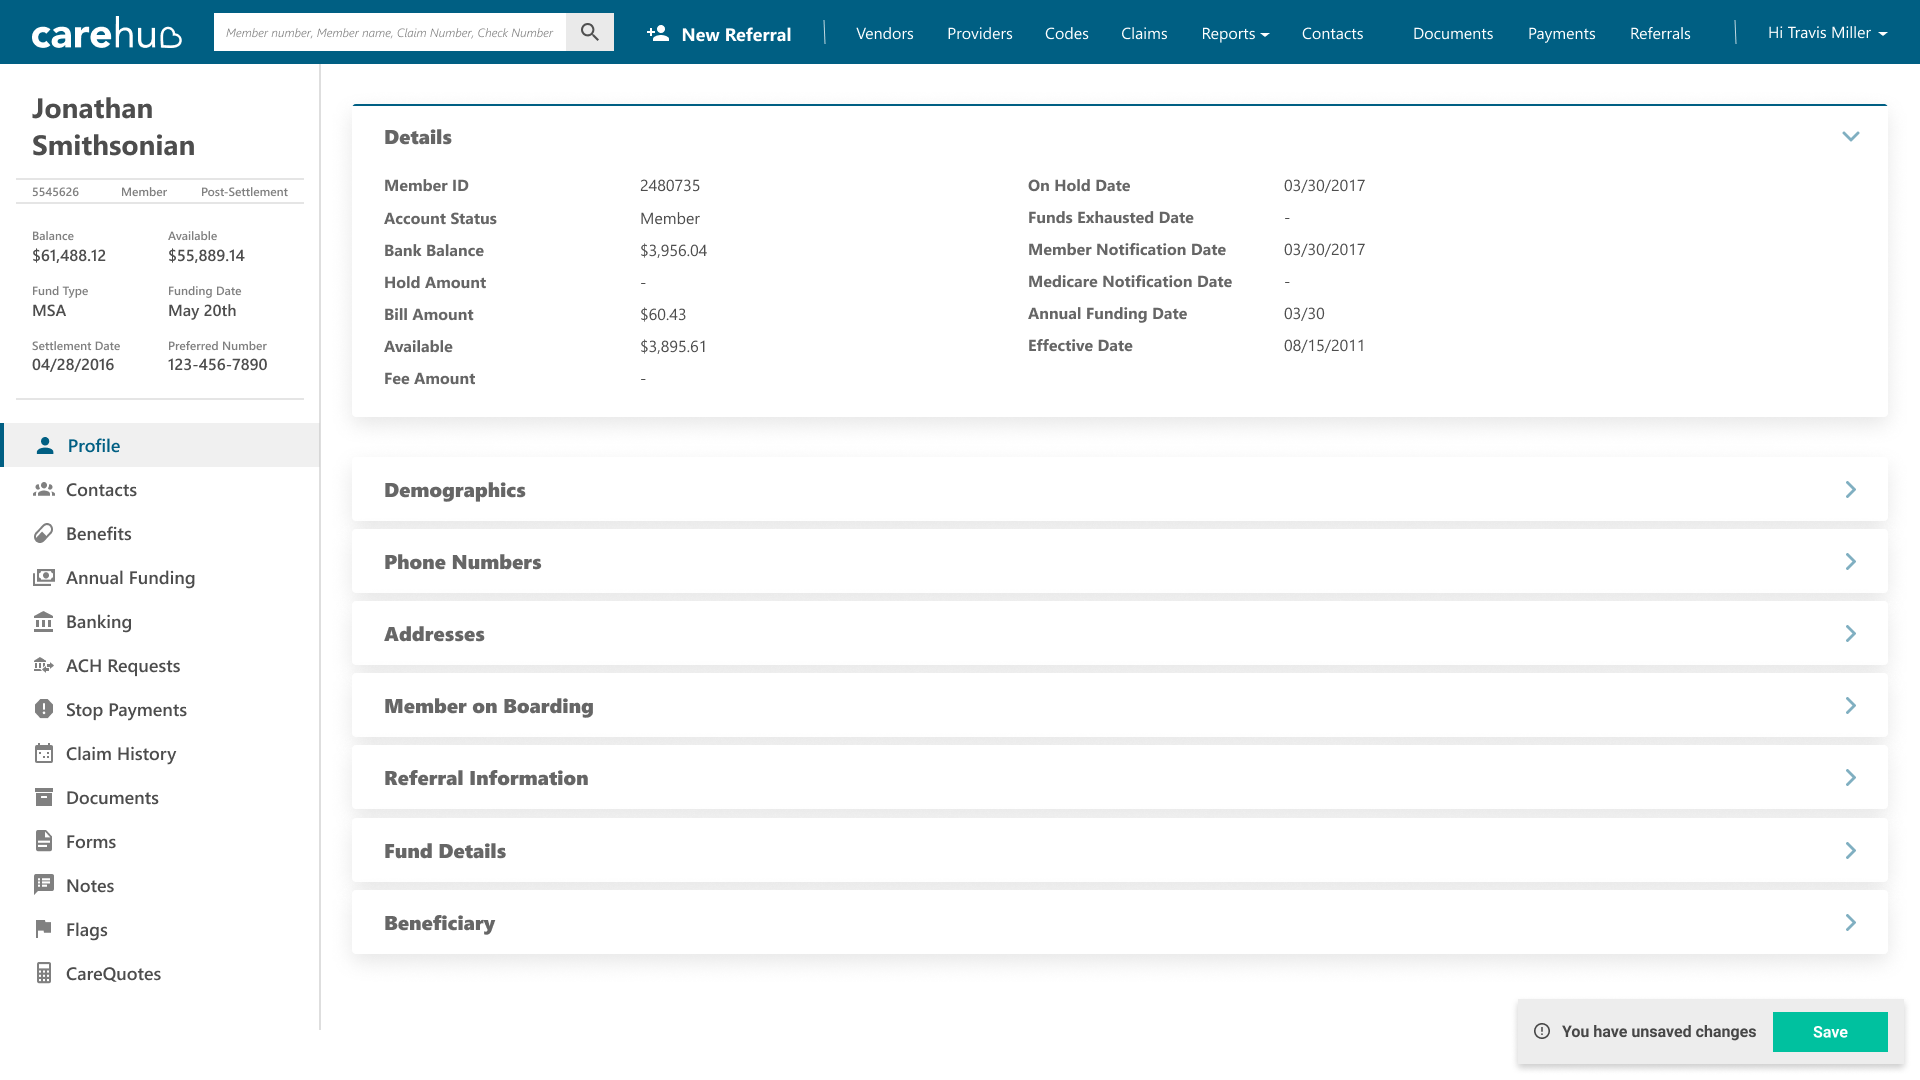 carehub
Member number, Member name, Claim Number, Check Number
New Referral
Vendors
Providers
Codes
Claims
Reports
Contacts
Documents
Payments
Referrals
Hi Travis Miller
Jonathan
Smithsonian
5545626 Member Post-Settlement
Balance Available
$61,488.12 $55,889.14
Fund Type Funding Date
MSA May 20th
Settlement Date Preferred Number
04/28/2016 123-456-7890
Profile
Contacts
Benefits
Annual Funding
Banking
ACH Requests
Stop Payments
Claim History
Documents
Forms
Notes
Flags
CareQuotes
Details
Member ID 2480735
Account Status Member
Bank Balance $3,956.04
Hold Amount -
Bill Amount $60.43
Available $3,895.61
Fee Amount -
On Hold Date 03/30/2017
Funds Exhausted Date -
Member Notification Date 03/30/2017
Medicare Notification Date -
Annual Funding Date 03/30
Effective Date 08/15/2011
Demographics
Phone Numbers
Addresses
Member on Boarding
Referral Information
Fund Details
Beneficiary
You have unsaved changes
Save